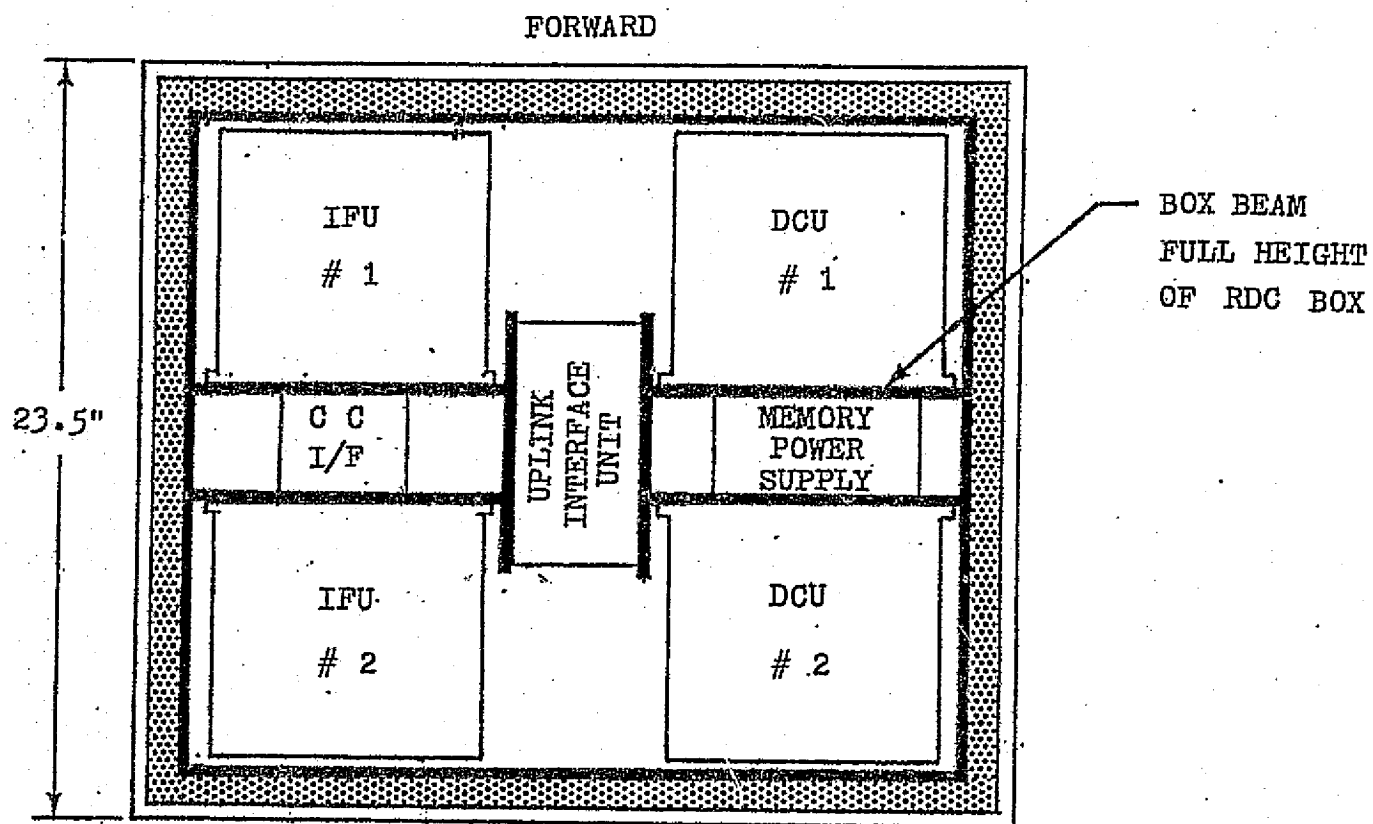 FORWARD
IFU
# 1
DCU
# 1
BOX BEAM
FULL HEIGHT
OF RDC BOX
23.5"
C C
I/F
UPLINK
INTERFACE
UNIT
MEMORY
POWER
SUPPLY
IFU
# 2
DCU
# 2